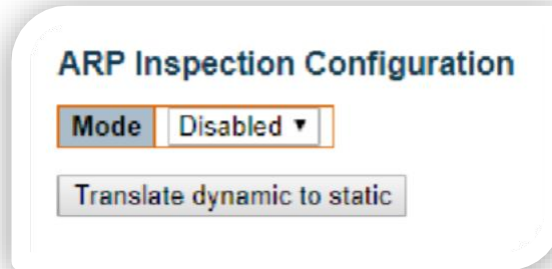 ARP Inspection Configuration
Mode Disabled
Translate dynamic to static